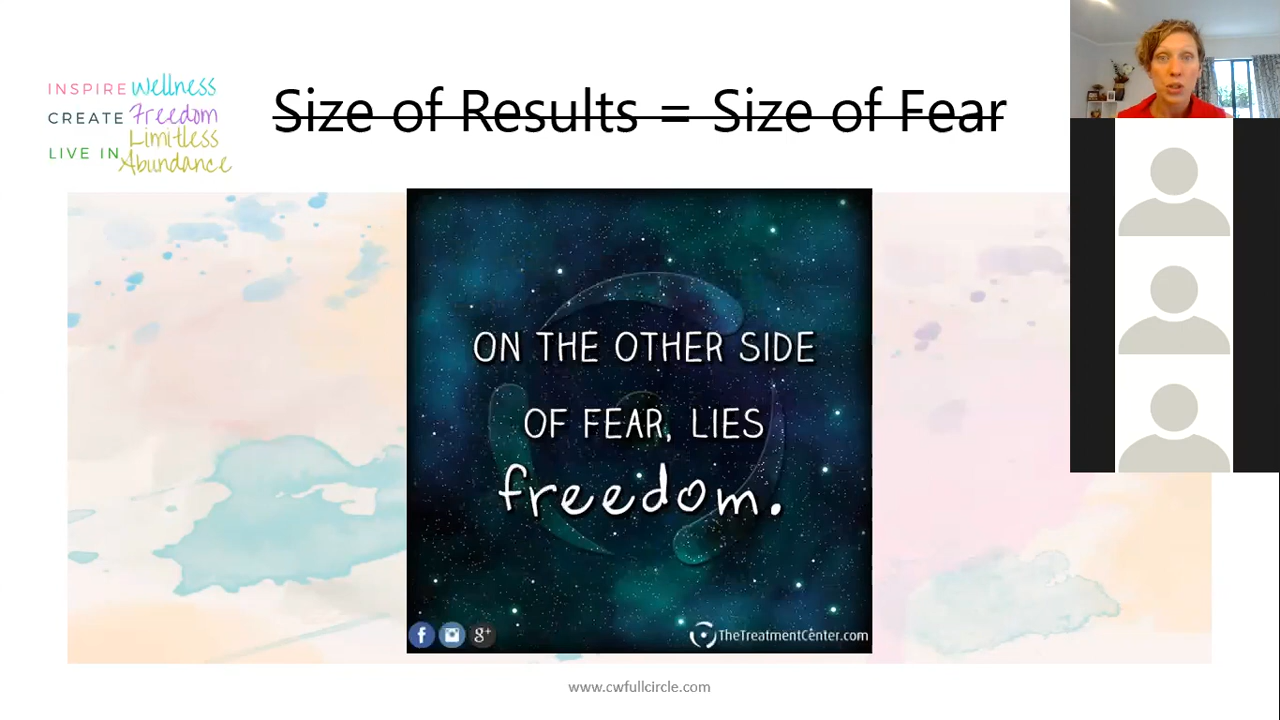 INSPIRE wellness
CREATE Freedom
LIVE IN Limitless
Abundance
Size of Results = Size of Fear
ON THE OTHER SIDE
OF FEAR, LIES
freedom.
f
g+
TheTreatmentCenter.com
www.cwfullcircle.com